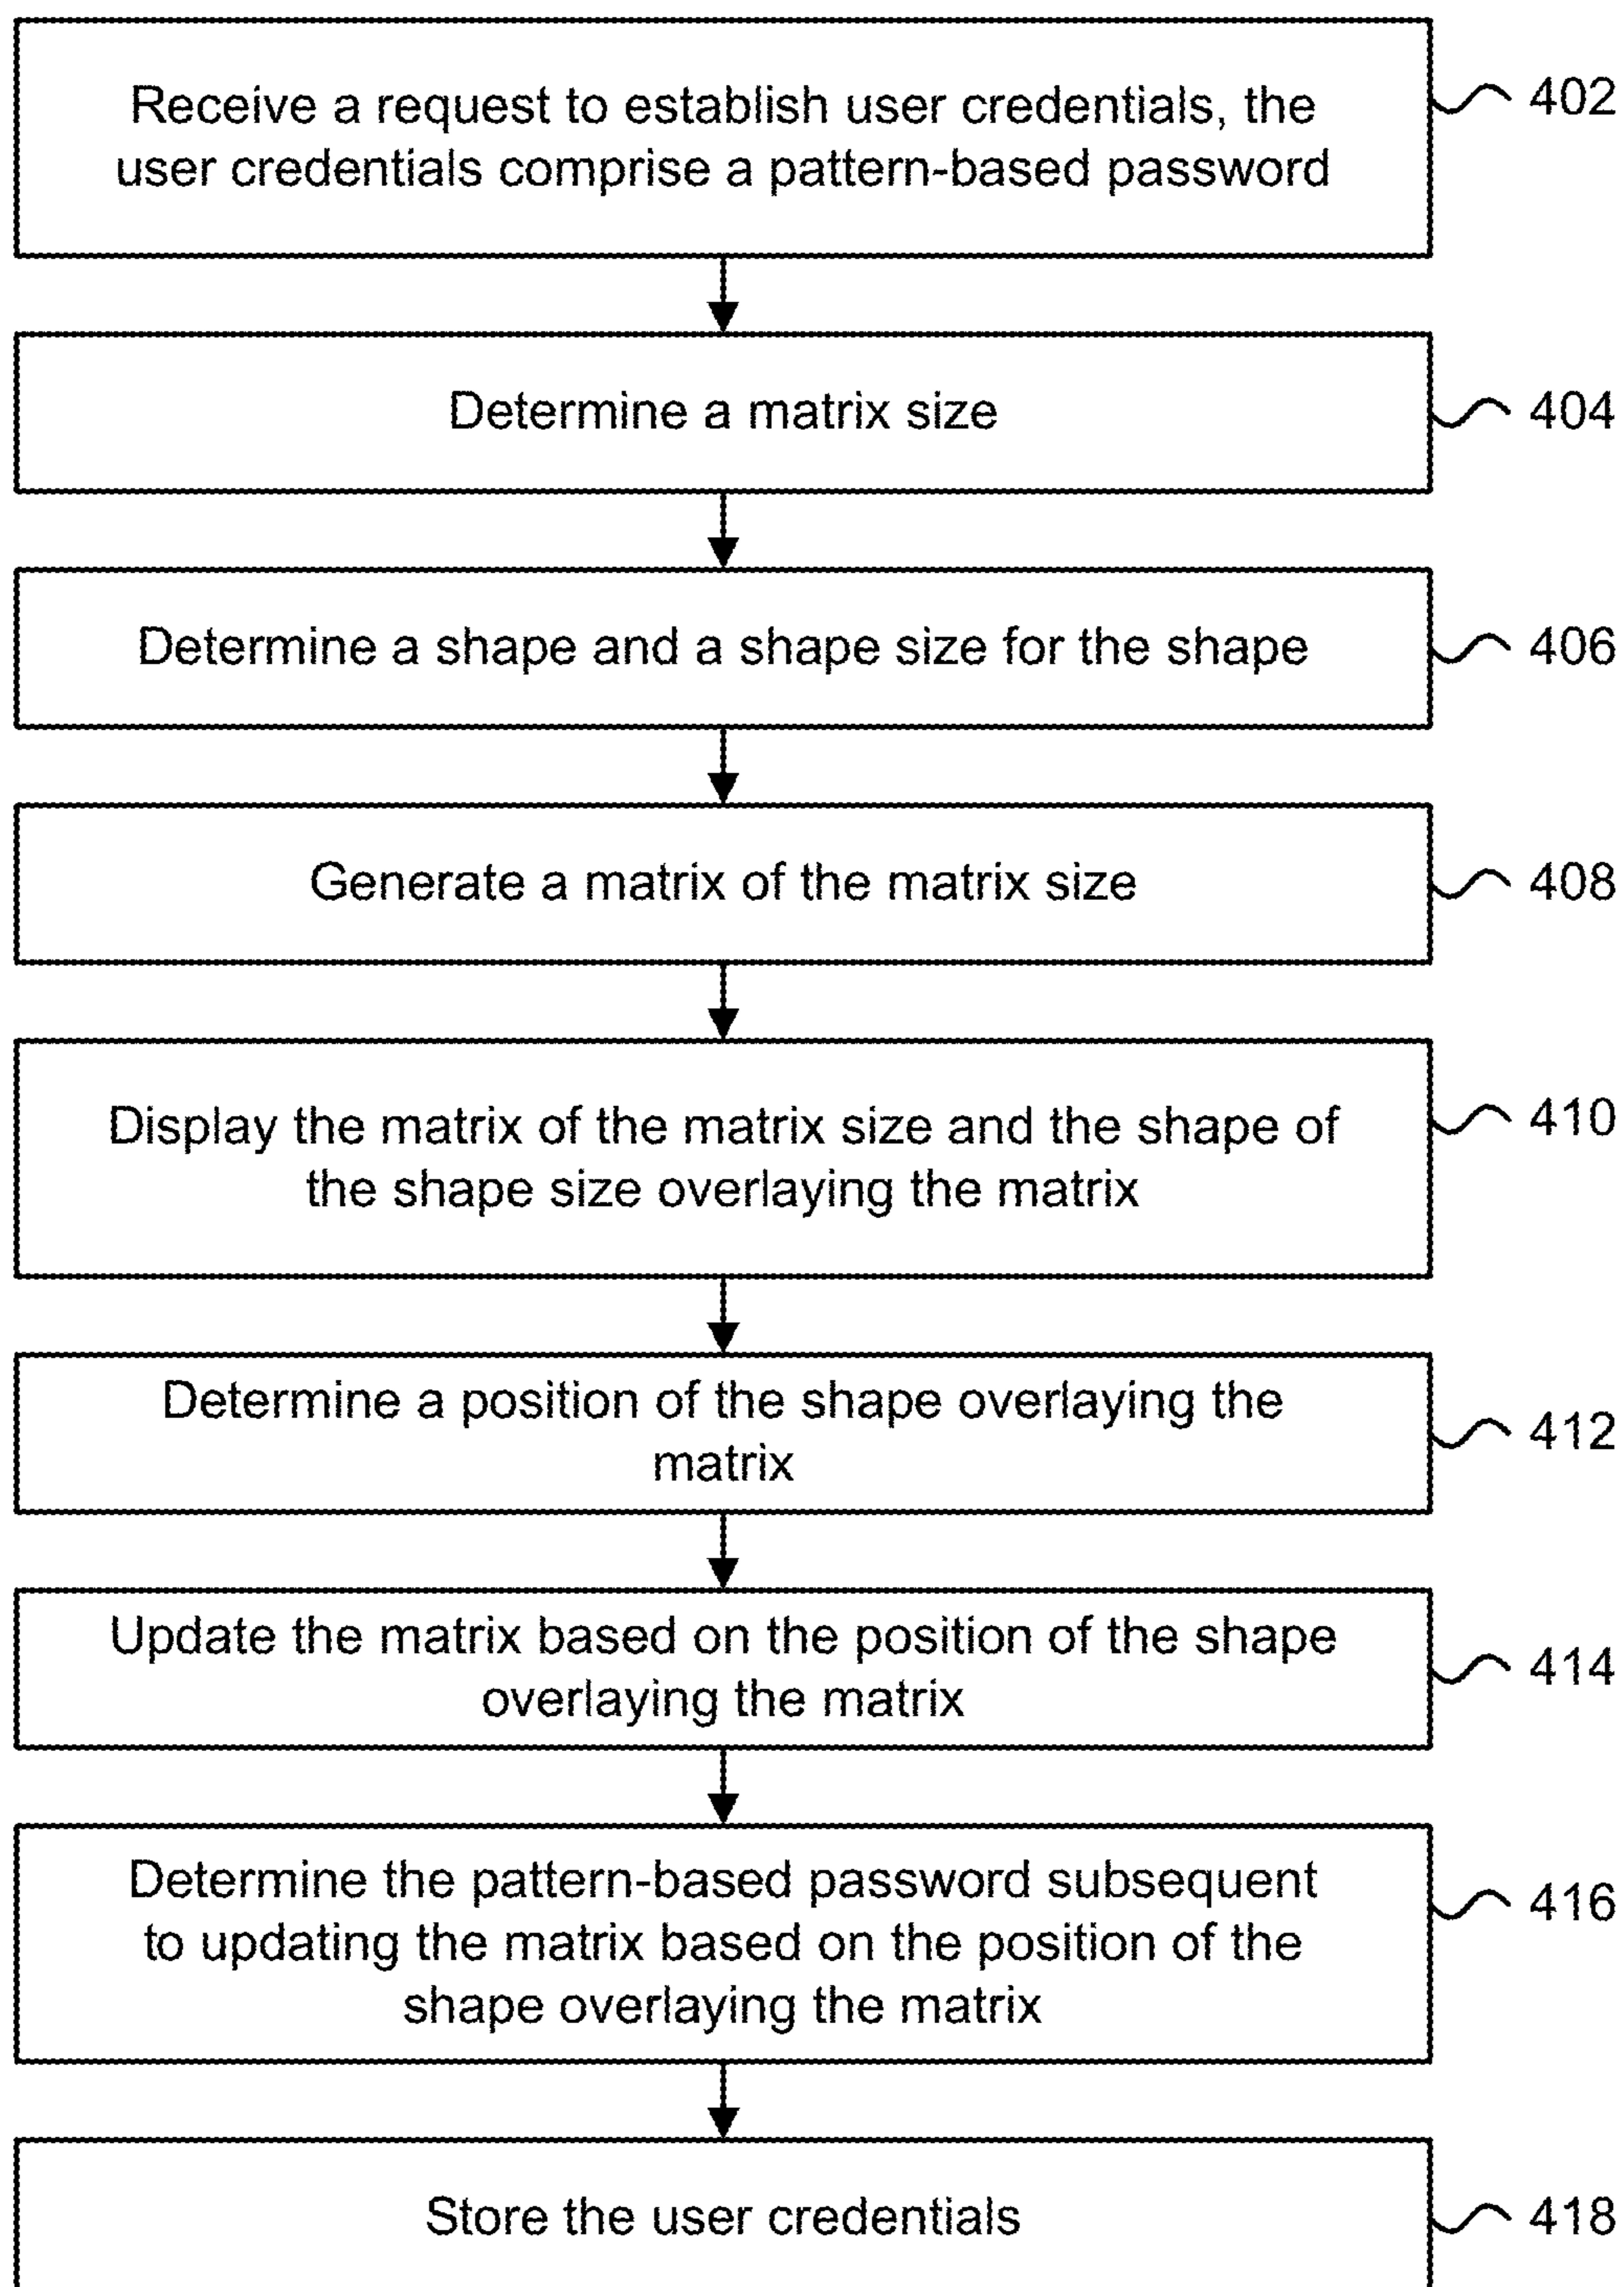 Receive a request to establish user credentials, the
user credentials comprise a pattern-based password
402
Determine a matrix size
404
Determine a shape and a shape size for the shape
406
Generate a matrix of the matrix size
408
Display the matrix of the matrix size and the shape of
the shape size overlaying the matrix
410
Determine a position of the shape overlaying the
matrix
412
Update the matrix based on the position of the shape
overlaying the matrix
414
Determine the pattern-based password subsequent
to updating the matrix based on the position of the
shape overlaying the matrix
416
Store the user credentials
418